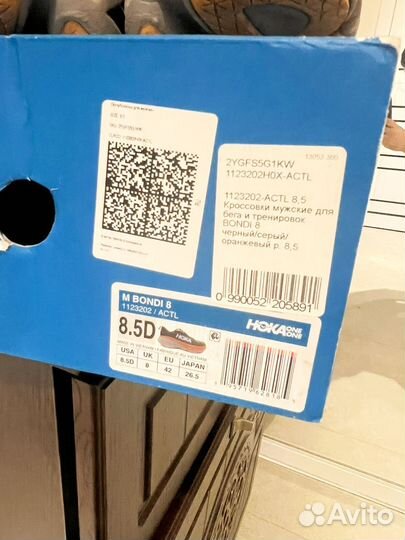 2YGFS5G1KW
1123202H0X-ACTL
1123202-ACTL 8,5
Кроссовки мужские для
бега и тренировок
BONDI 8
черный/серый/
оранжевый р. 8,5
0 990052 205891
M BONDI 8
1123202 / ACTL
8.5D
HOKA
HOKA ONE ONE
USA UK EU JAPAN
8.5D 8 42 26.5
Avito